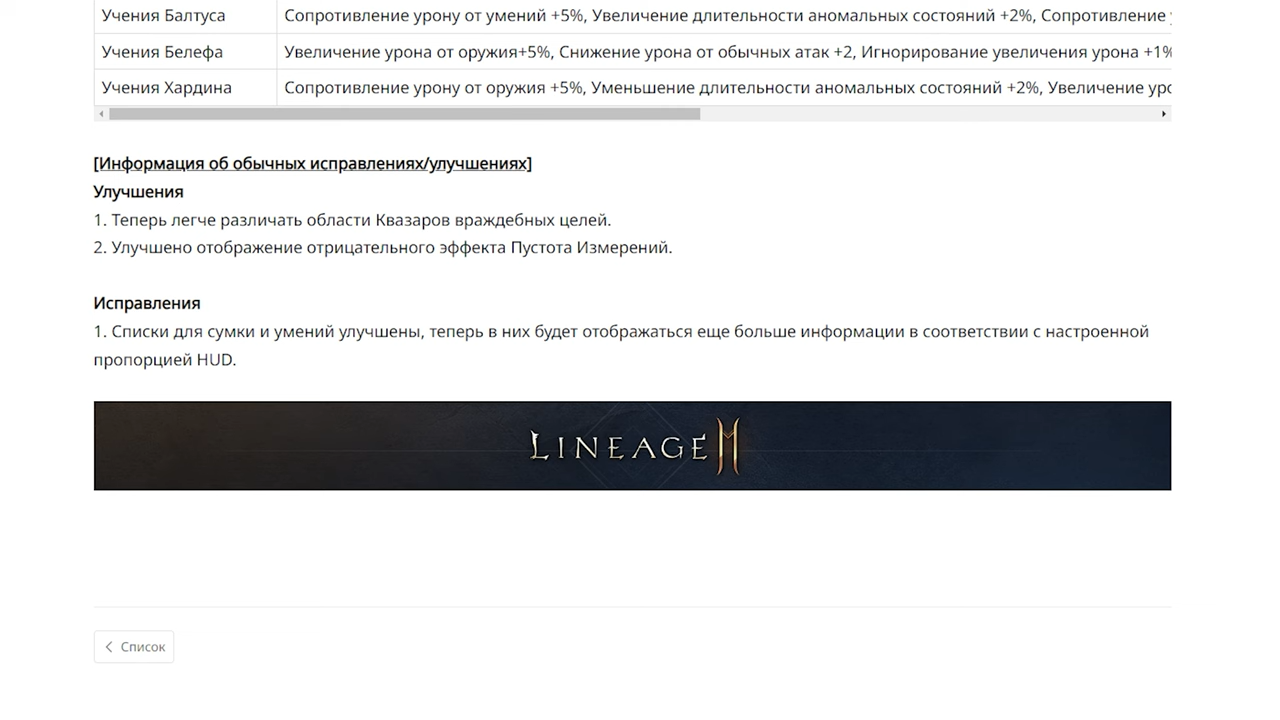 Учения Балтуса Сопротивление урону от умений +5%, Увеличение длительности аномальных состояний +2%, Сопротивление
Учения Белефа Увеличение урона от оружия+5%, Снижение урона от обычных атак +2, Игнорирование увеличения урона +1%
Учения Хардина Сопротивление урону от оружия +5%, Уменьшение длительности аномальных состояний +2%, Увеличение
[Информация об обычных исправлениях/улучшениях]
Улучшения
1. Теперь легче различать области Квазаров враждебных целей.
2. Улучшено отображение отрицательного эффекта Пустота Измерений.
Исправления
1. Списки для сумки и умений улучшены, теперь в них будет отображаться еще больше информации в соответствии с настроенной
пропорцией HUD.
LINEAGE M
Список